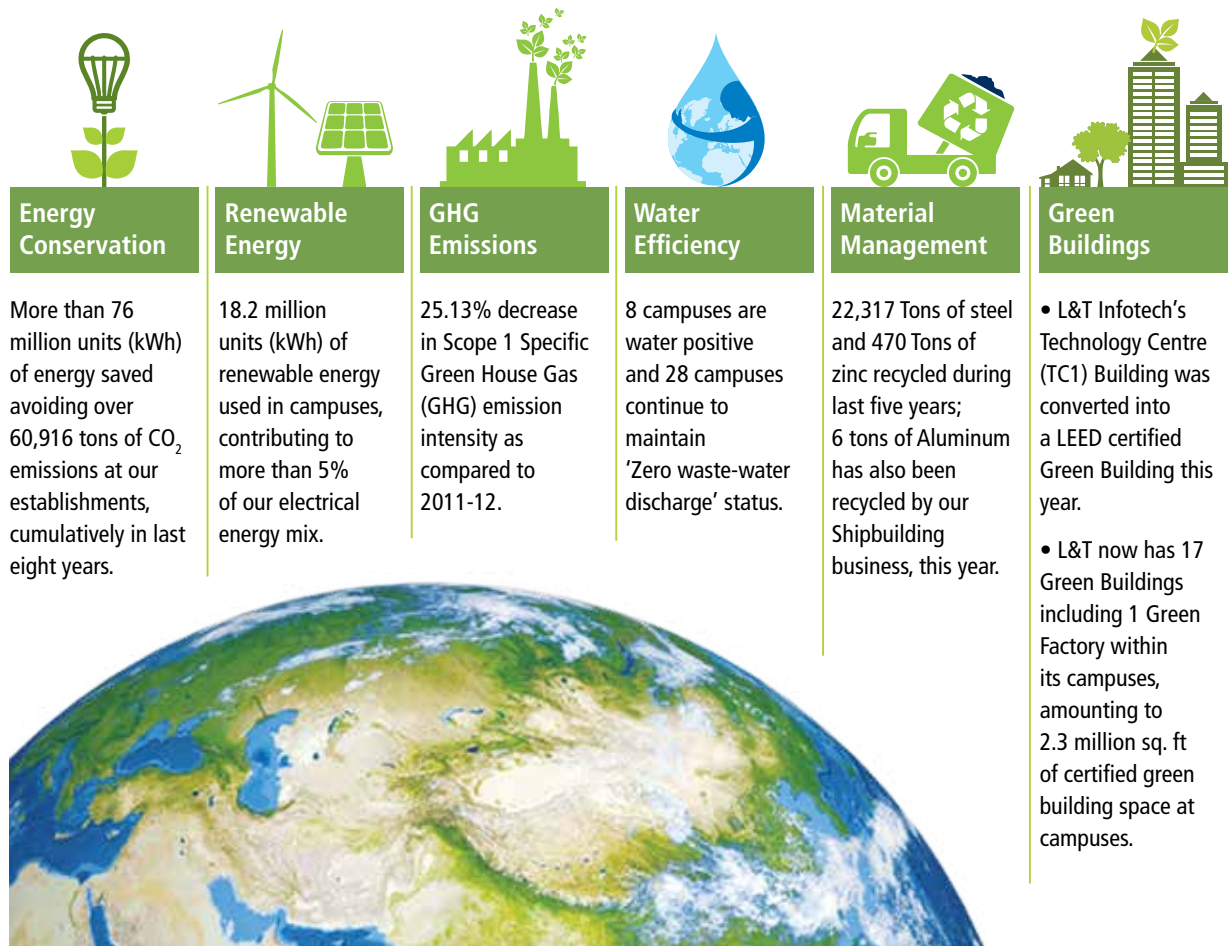 Energy
Conservation
More than 76
million units (kWh)
of energy saved
avoiding over
60,916 tons of CO₂
emissions at our
establishments,
cumulatively in last
eight years.
Renewable
Energy
18.2 million
units (kWh) of
renewable energy
used in campuses,
contributing to
more than 5%
of our electrical
energy mix.
GHG
Emissions
25.13% decrease
in Scope 1 Specific
Green House Gas
(GHG) emission
intensity as
compared to
2011-12.
Water
Efficiency
8 campuses are
water positive
and 28 campuses
continue to
maintain
‘Zero waste-water
discharge’ status.
Material
Management
22,317 Tons of steel
and 470 Tons of
zinc recycled during
last five years;
6 tons of Aluminum
has also been
recycled by our
Shipbuilding
business, this year.
Green
Buildings
• L&T Infotech’s
Technology Centre
(TC1) Building was
converted into
a LEED certified
Green Building this
year.
• L&T now has 17
Green Buildings
including 1 Green
Factory within
its campuses,
amounting to
2.3 million sq. ft
of certified green
building space at
campuses.